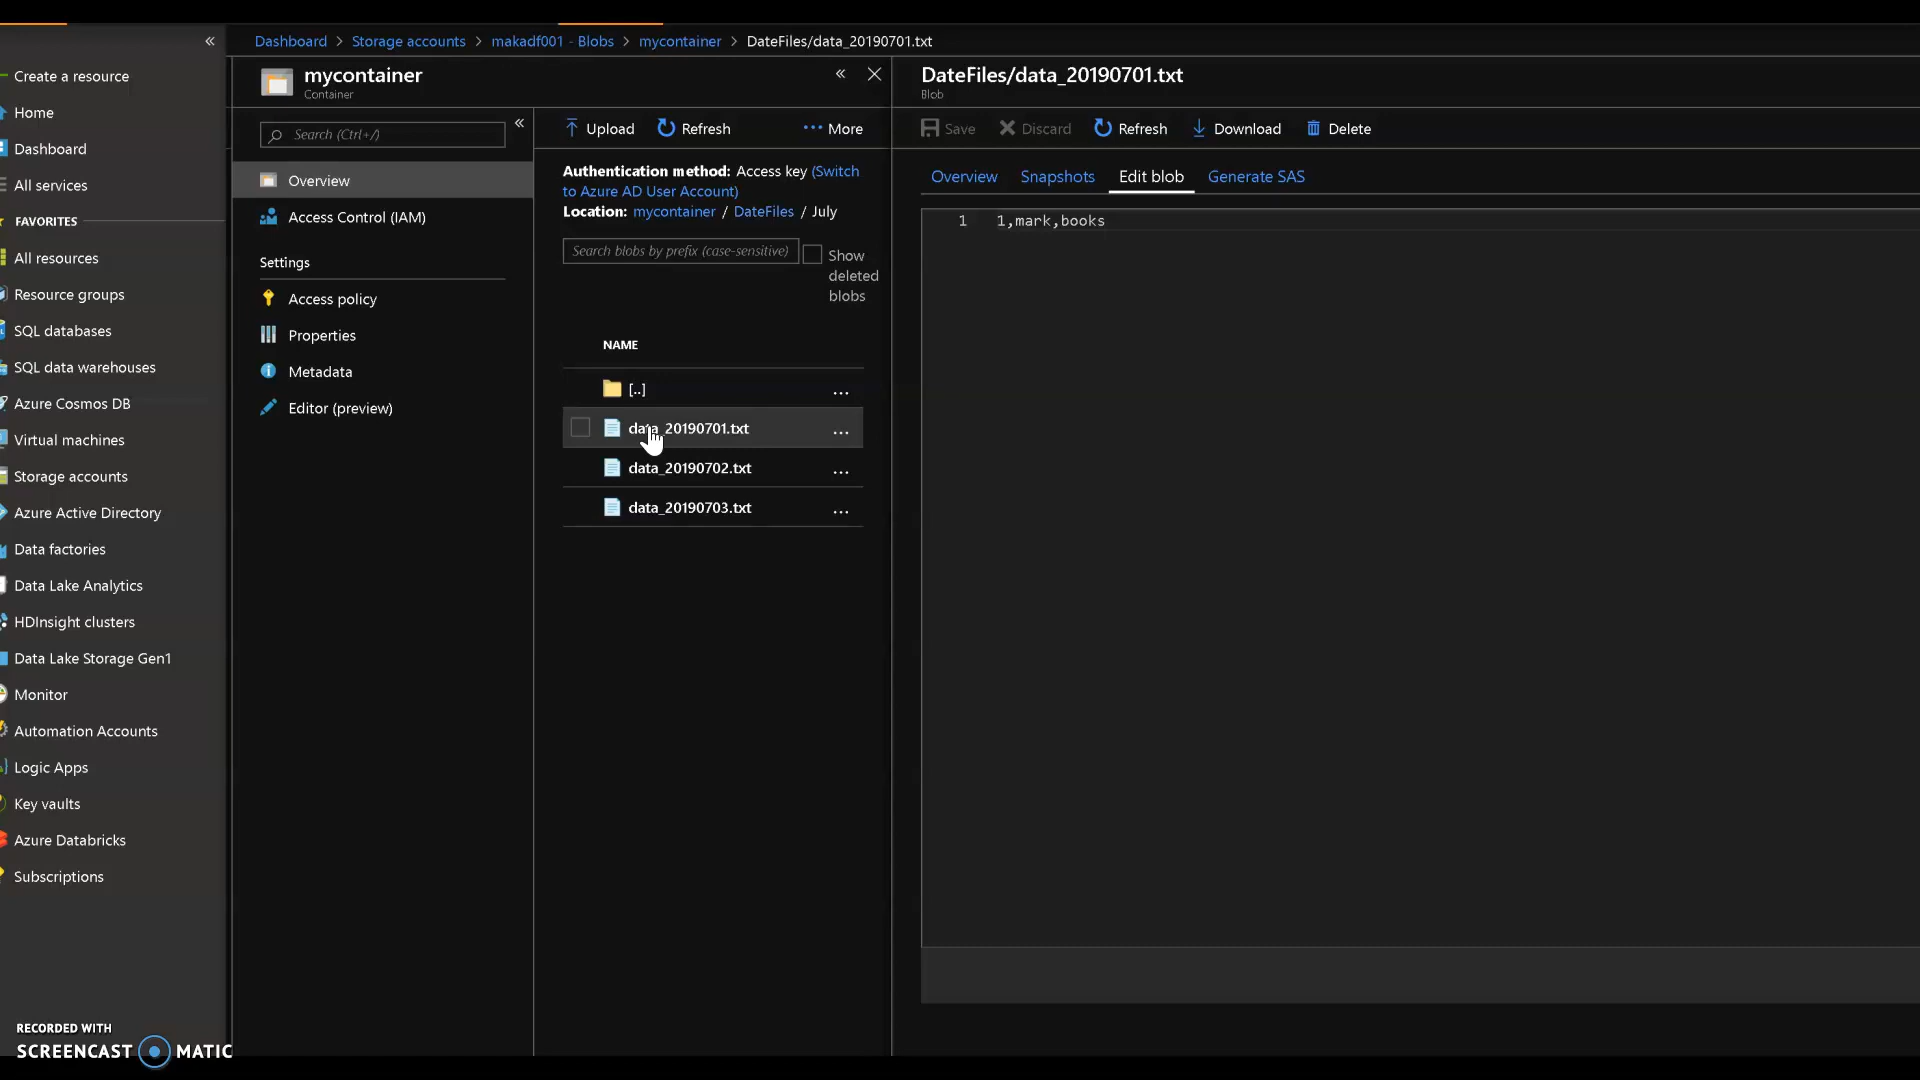 Dashboard > Storage accounts > makadf001 - Blobs > mycontainer > DateFiles/data_20190701.txt
Create a resource
Home
Dashboard
All services
FAVORITES
All resources
Resource groups
SQL databases
SQL data warehouses
Azure Cosmos DB
Virtual machines
Storage accounts
Azure Active Directory
Data factories
Data Lake Analytics
HDInsight clusters
Data Lake Storage Gen1
Monitor
Automation Accounts
Logic Apps
Key vaults
Azure Databricks
Subscriptions
RECORDED WITH
SCREENCAST MATIC
mycontainer
Container
Search (Ctrl+/)
Overview
Access Control (IAM)
Settings
Access policy
Properties
Metadata
Editor (preview)
Upload Refresh ... More
Authentication method: Access key (Switch
to Azure AD User Account)
Location: mycontainer / DateFiles / July
Search blobs by prefix (case-sensitive)
Show
deleted
blobs
NAME
[..] ...
data_20190701.txt ...
data_20190702.txt ...
data_20190703.txt ...
DateFiles/data_20190701.txt
Blob
Save Discard Refresh Download Delete
Overview Snapshots Edit blob Generate SAS
1 1,mark,books